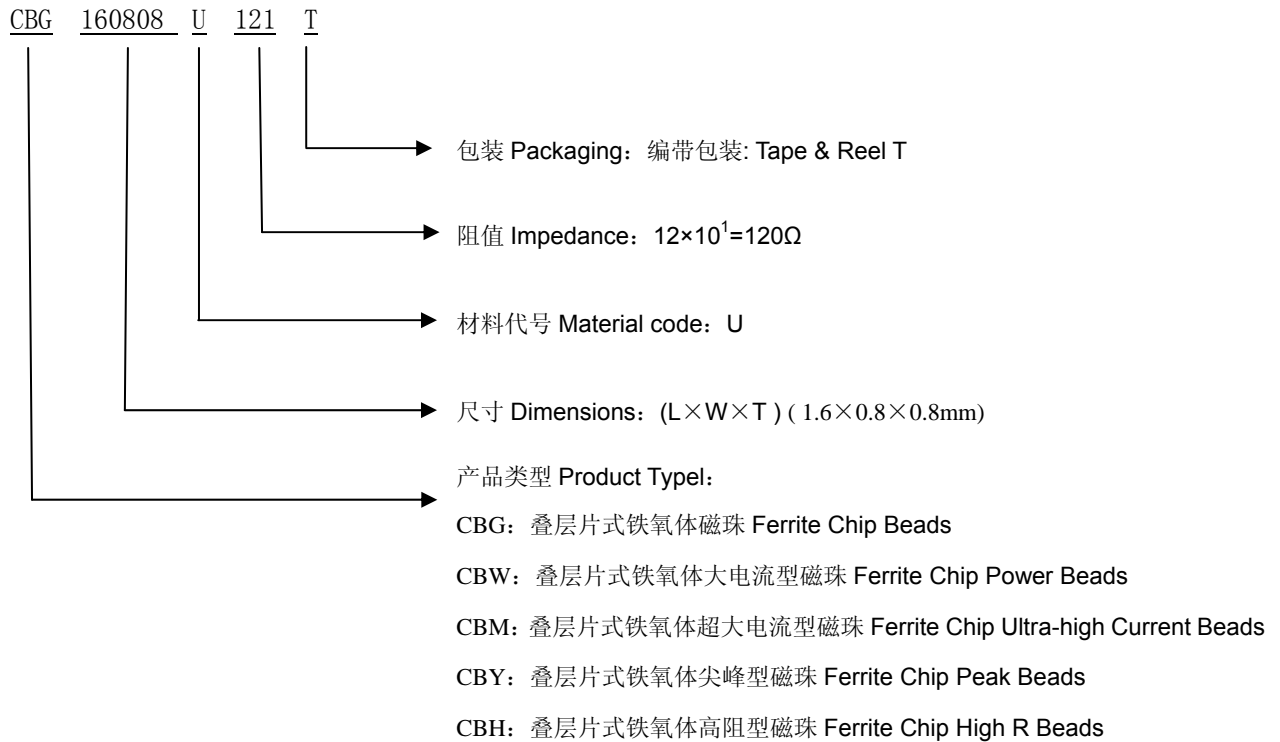 CBG 160808 U 121 T
包装 Packaging：编带包装: Tape & Reel T
阻值 Impedance：12×10¹=120Ω
材料代号 Material code：U
尺寸 Dimensions：(L×W×T ) ( 1.6×0.8×0.8mm)
产品类型 Product Typel：
CBG：叠层片式铁氧体磁珠 Ferrite Chip Beads
CBW：叠层片式铁氧体大电流型磁珠 Ferrite Chip Power Beads
CBM：叠层片式铁氧体超大电流型磁珠 Ferrite Chip Ultra-high Current Beads
CBY：叠层片式铁氧体尖峰型磁珠 Ferrite Chip Peak Beads
CBH：叠层片式铁氧体高阻型磁珠 Ferrite Chip High R Beads